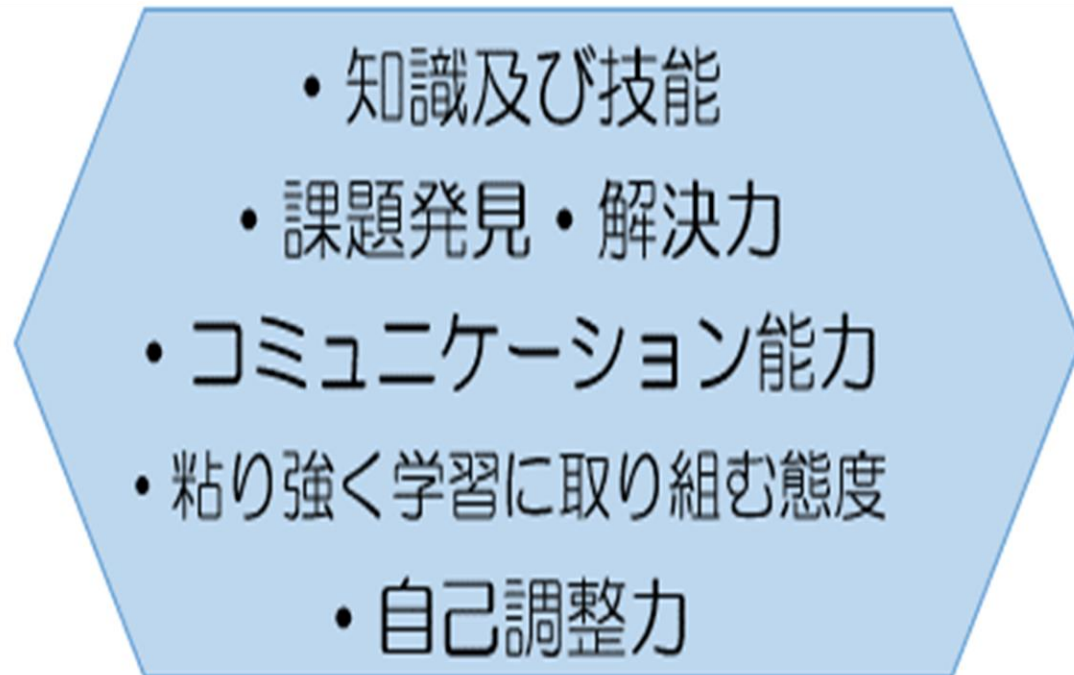 ・知識及び技能
・課題発見・解決力
・コミュニケーション能力
・粘り強く学習に取り組む態度
・自己調整力